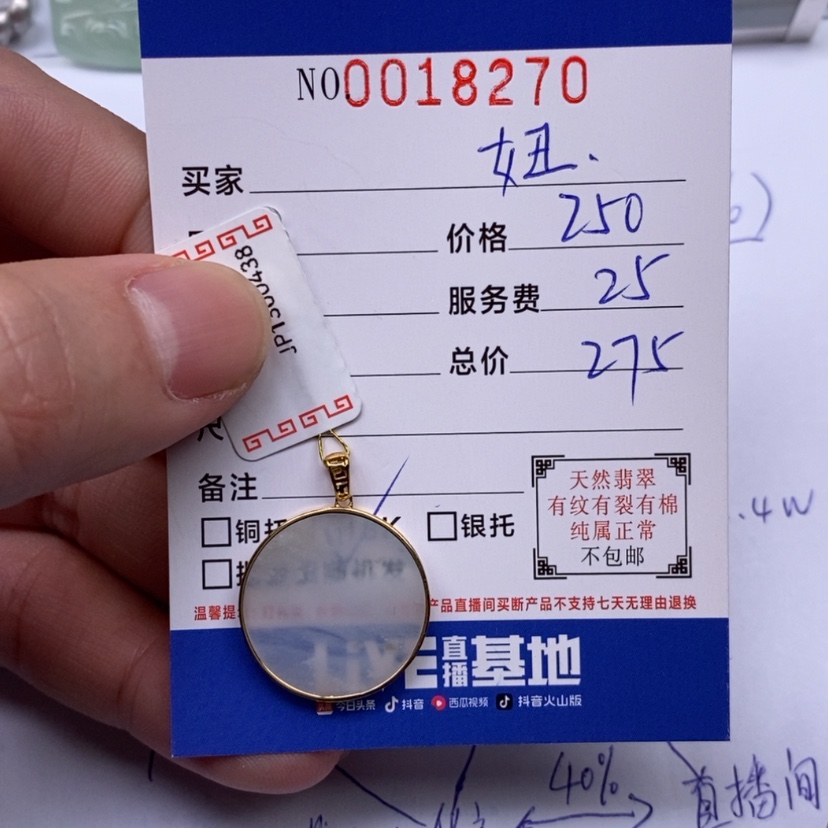 NO0018270
买家 妞.
价格 250
服务费 25
JP1500438
总价 275
备注
天然翡翠
有纹有裂有棉
纯属正常
不包邮
银托
产品直播间买断产品不支持七天无理由退换
温馨提
直播基地
今日头条 抖音 西瓜视频 抖音火山版
.4W
40%
直播间